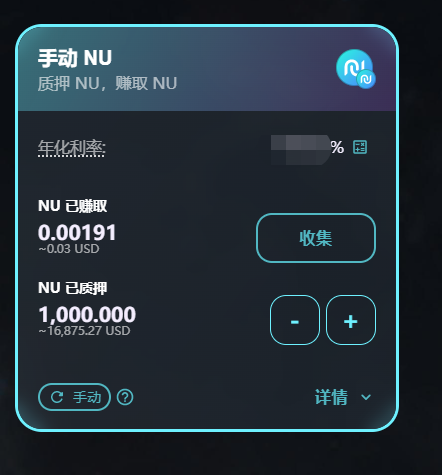 手动 NU
质押 NU，赚取 NU
年化利率:
%
NU 已赚取
0.00191
~0.03 USD
收集
NU 已质押
1,000.000
~16,875.27 USD
-
+
手动
详情